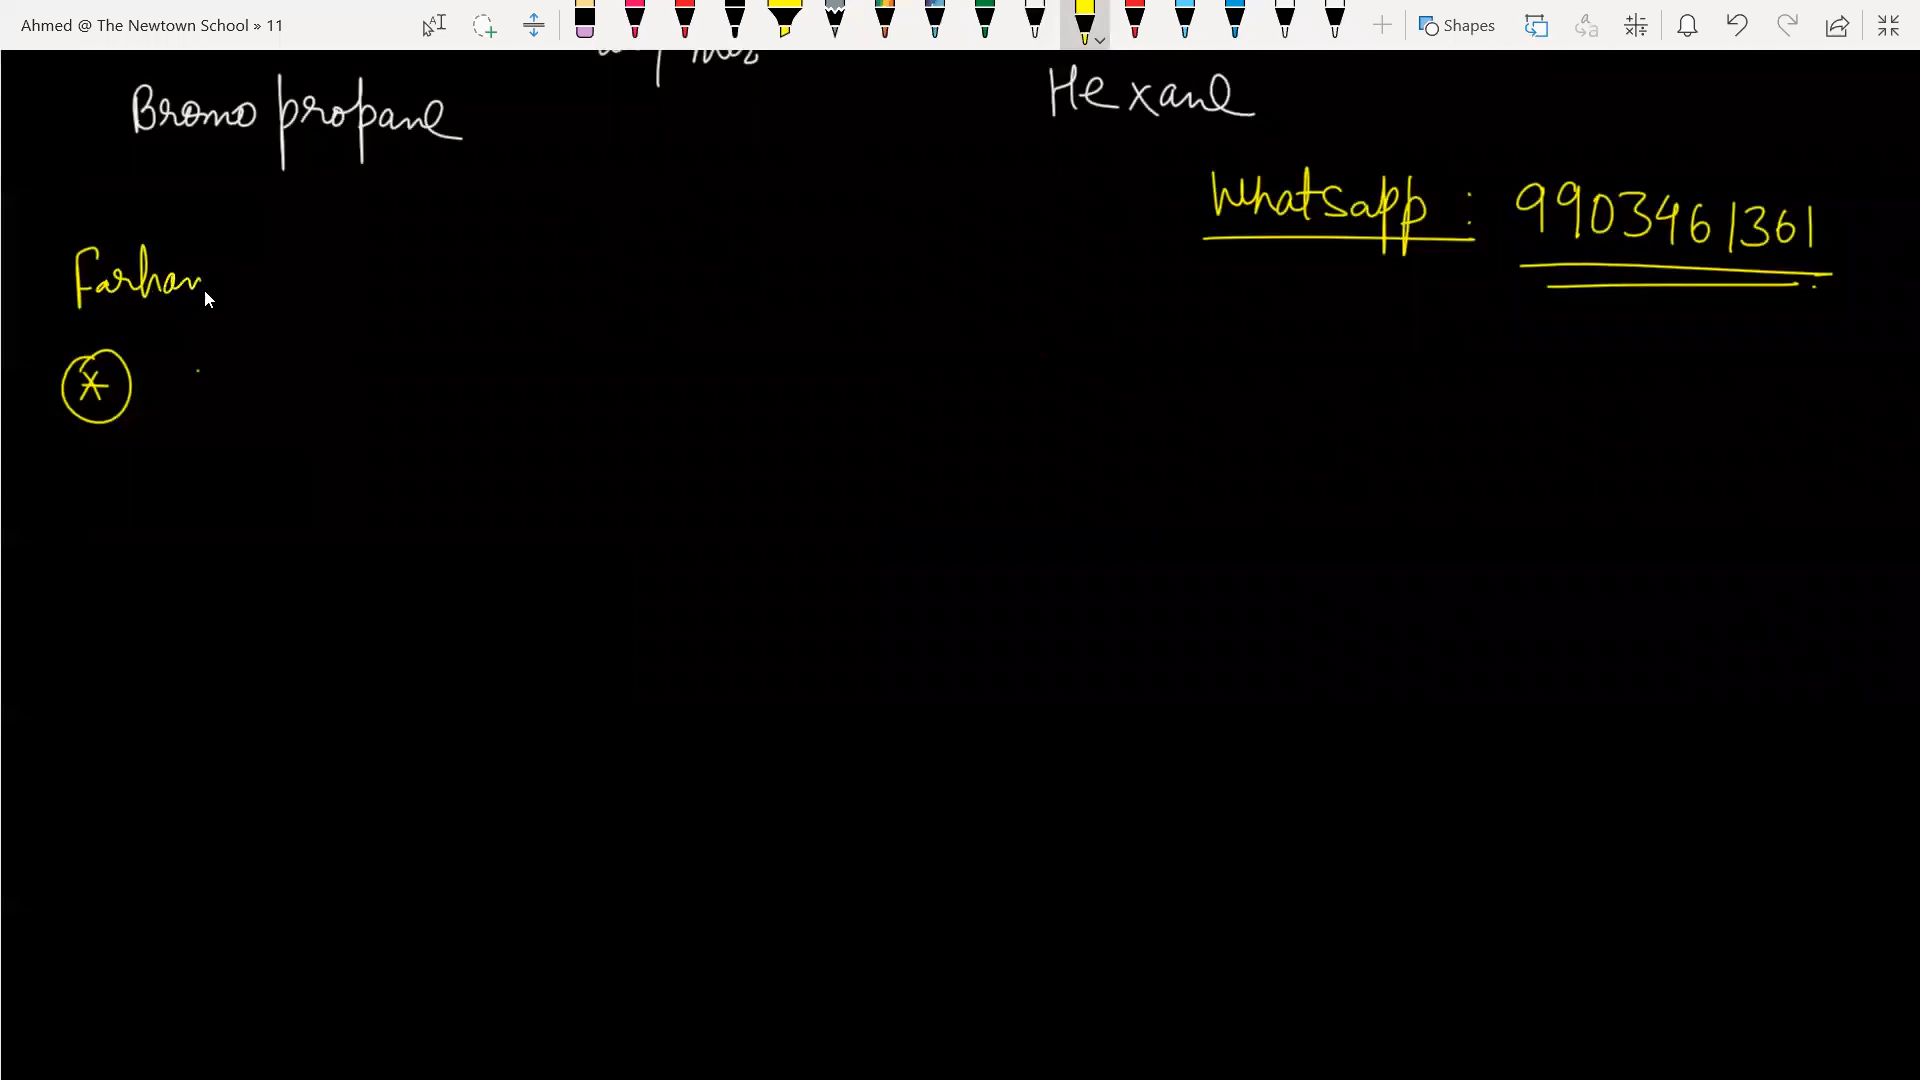 Ahmed @ The Newtown School » 11
Shapes
Bromo propane
Hexane
Whatsapp : 9903461361
Farhan
*